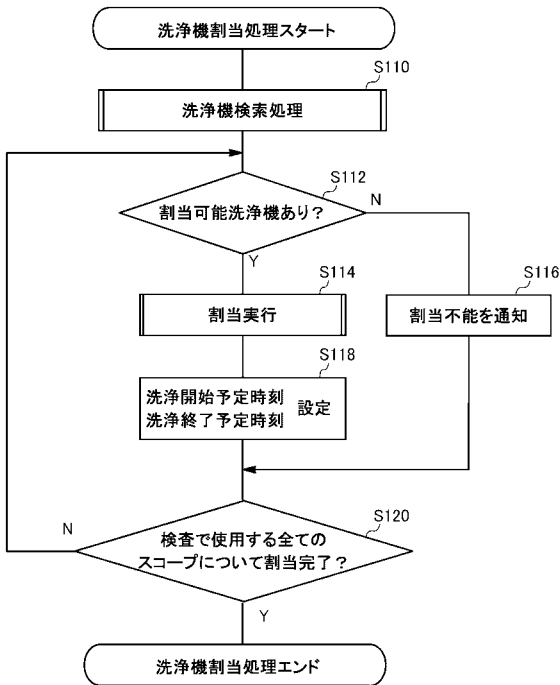 洗浄機割当処理スタート
S110
洗浄機検索処理
S112
割当可能洗浄機あり?
N
Y
S114
割当実行
S116
割当不能を通知
S118
洗浄開始予定時刻
洗浄終了予定時刻
設定
S120
N
検査で使用する全ての
スコープについて割当完了?
Y
洗浄機割当処理エンド